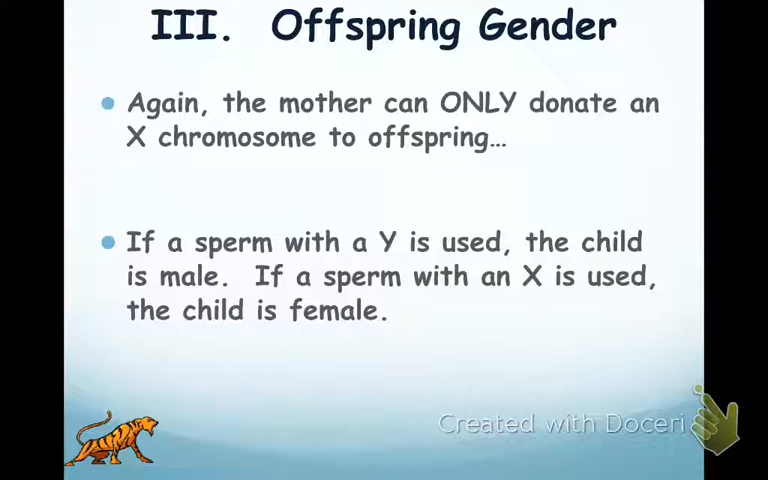 III. Offspring Gender
Again, the mother can ONLY donate an
X chromosome to offspring…
If a sperm with a Y is used, the child
is male. If a sperm with an X is used,
the child is female.
Created with Doceri